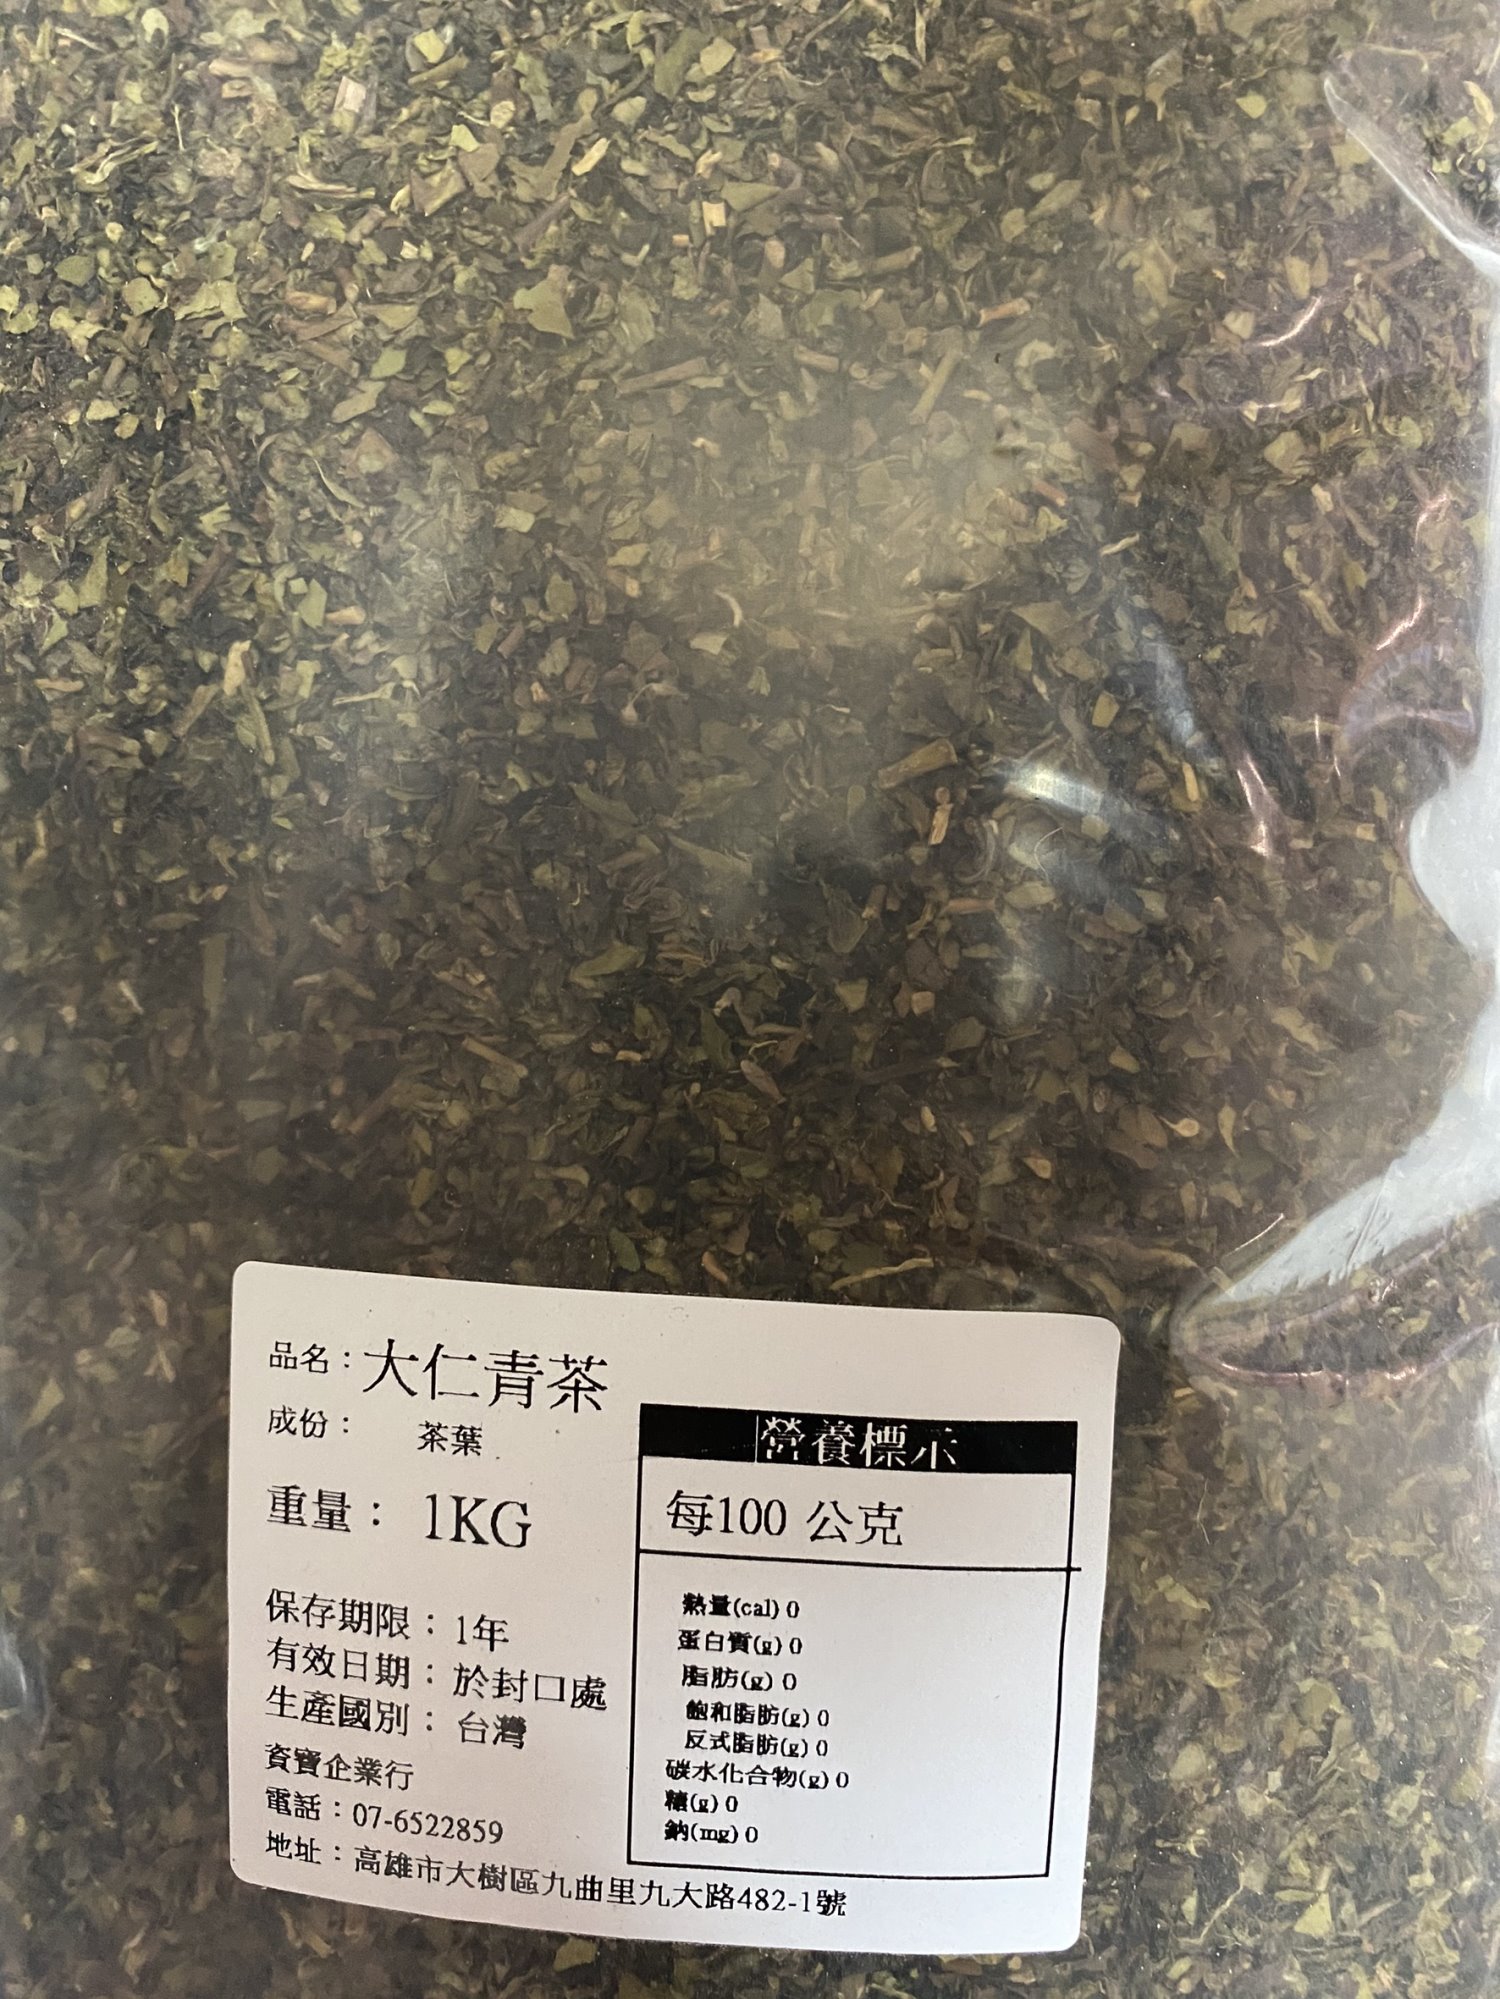 品名：大仁青茶
成份： 茶葉
重量： 1KG
保存期限：1年
有效日期：於封口處
生產國別：台灣
資寶企業行
電話：07-6522859
地址：高雄市大樹區九曲里九大路482-1號
營養標示
每100 公克
熱量(cal) 0
蛋白質(g) 0
脂肪(g) 0
飽和脂肪(g) 0
反式脂肪(g) 0
碳水化合物(g) 0
糖(g) 0
鈉(mg) 0